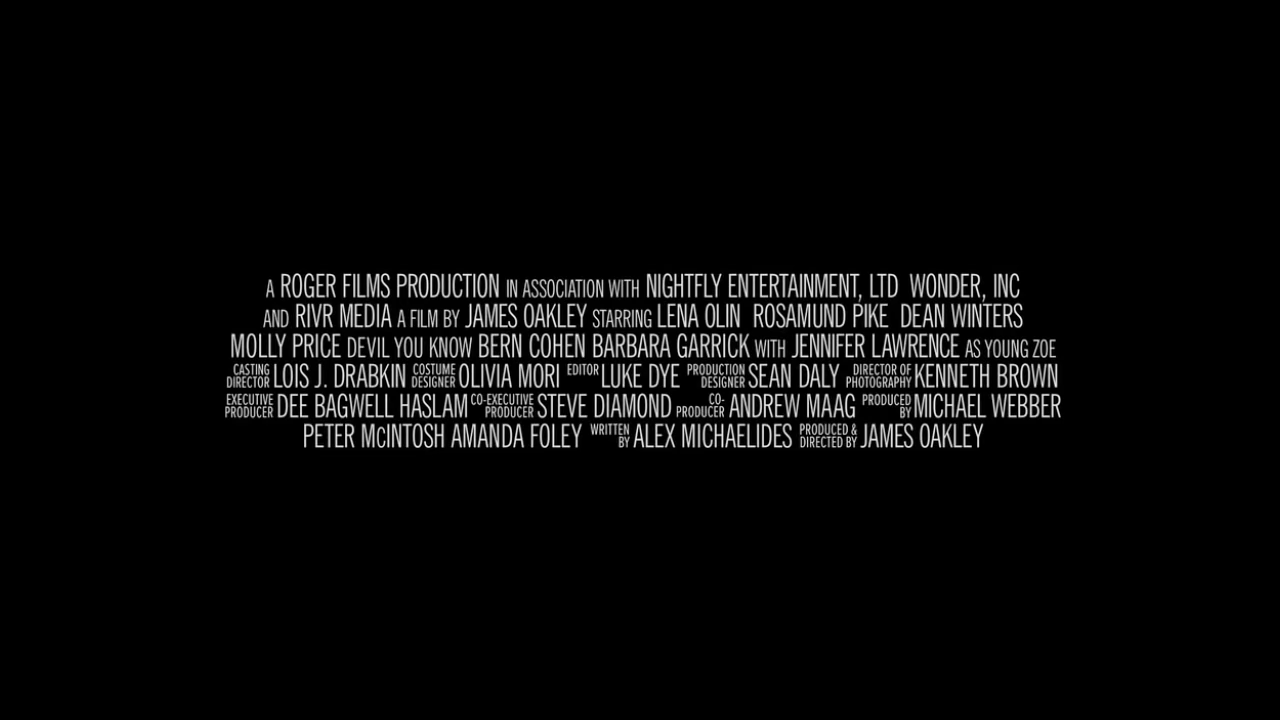 A ROGER FILMS PRODUCTION IN ASSOCIATION WITH NIGHTFLY ENTERTAINMENT, LTD WONDER, INC
AND RIVR MEDIA A FILM BY JAMES OAKLEY STARRING LENA OLIN ROSAMUND PIKE DEAN WINTERS
MOLLY PRICE DEVIL YOU KNOW BERN COHEN BARBARA GARRICK WITH JENNIFER LAWRENCE AS YOUNG ZOE
CASTING DIRECTOR LOIS J. DRABKIN COSTUME DESIGNER OLIVIA MORI EDITOR LUKE DYE PRODUCTION DESIGNER SEAN DALY DIRECTOR OF PHOTOGRAPHY KENNETH BROWN
EXECUTIVE PRODUCER DEE BAGWELL HASLAM CO-EXECUTIVE PRODUCER STEVE DIAMOND CO-PRODUCER ANDREW MAAG PRODUCED BY MICHAEL WEBBER
PETER McINTOSH AMANDA FOLEY WRITTEN BY ALEX MICHAELIDES PRODUCED & DIRECTED BY JAMES OAKLEY